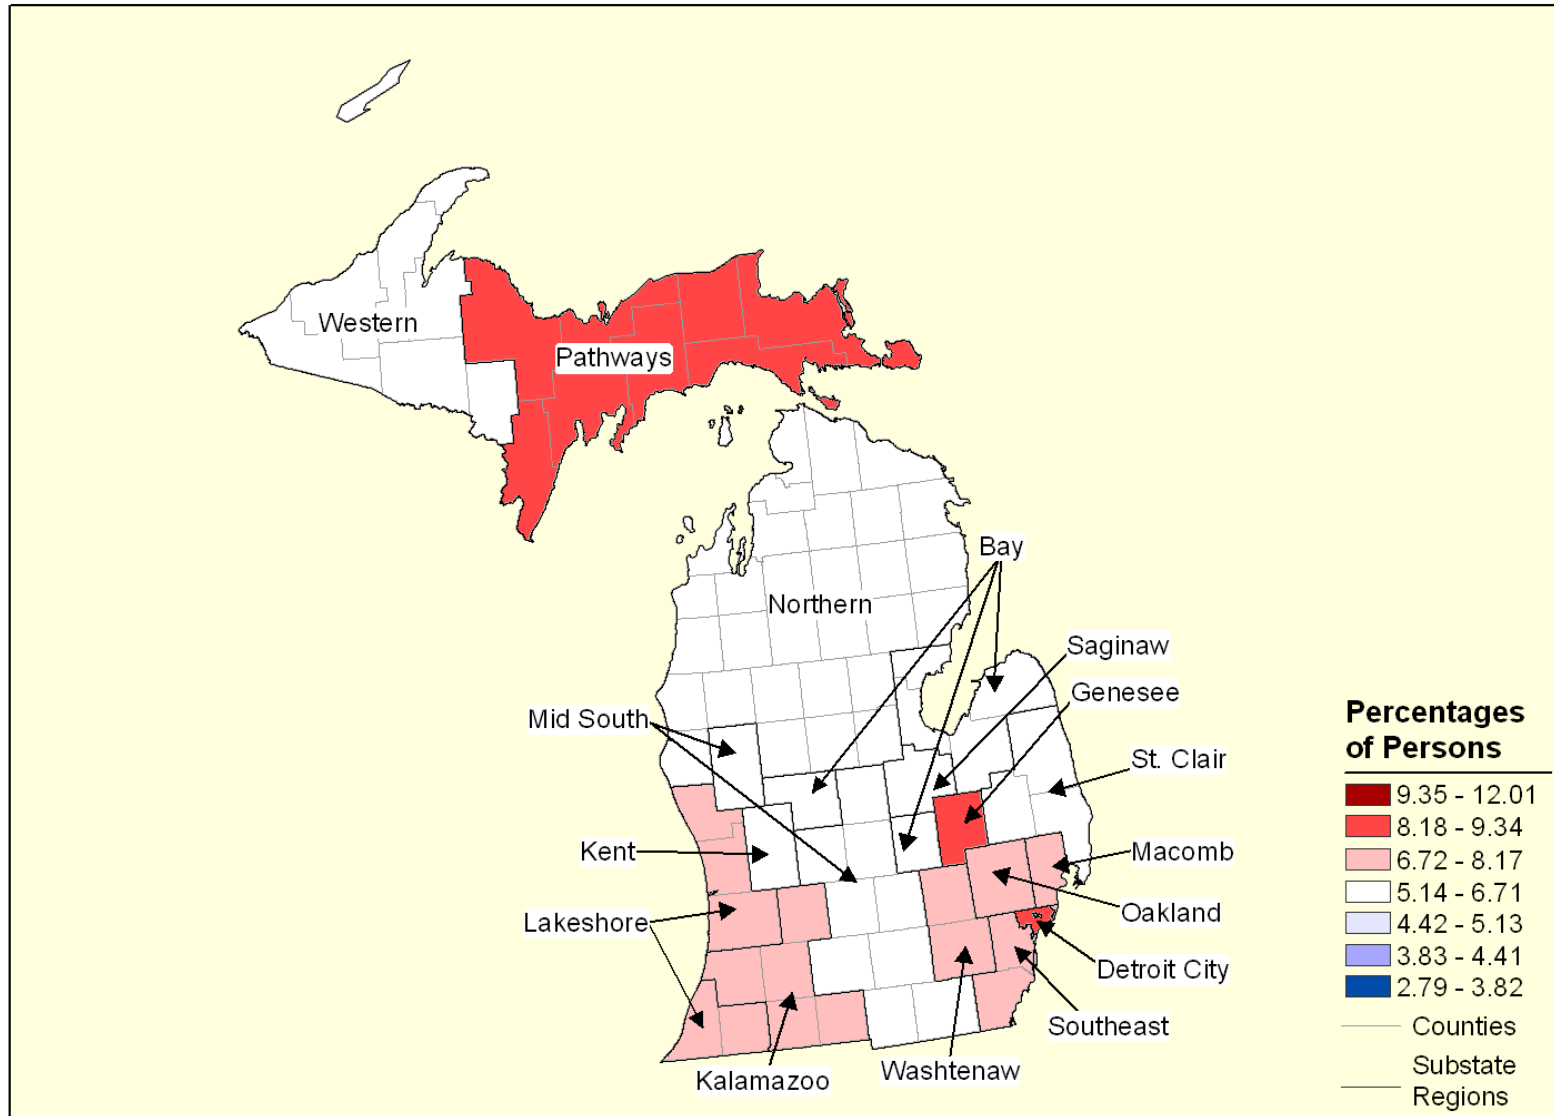 Western
Pathways
Bay
Northern
Saginaw
Genesee
Mid South
St. Clair
Kent
Macomb
Lakeshore
Oakland
Detroit City
Southeast
Kalamazoo
Washtenaw
Percentages
of Persons
9.35 - 12.01
8.18 - 9.34
6.72 - 8.17
5.14 - 6.71
4.42 - 5.13
3.83 - 4.41
2.79 - 3.82
Counties
Substate
Regions